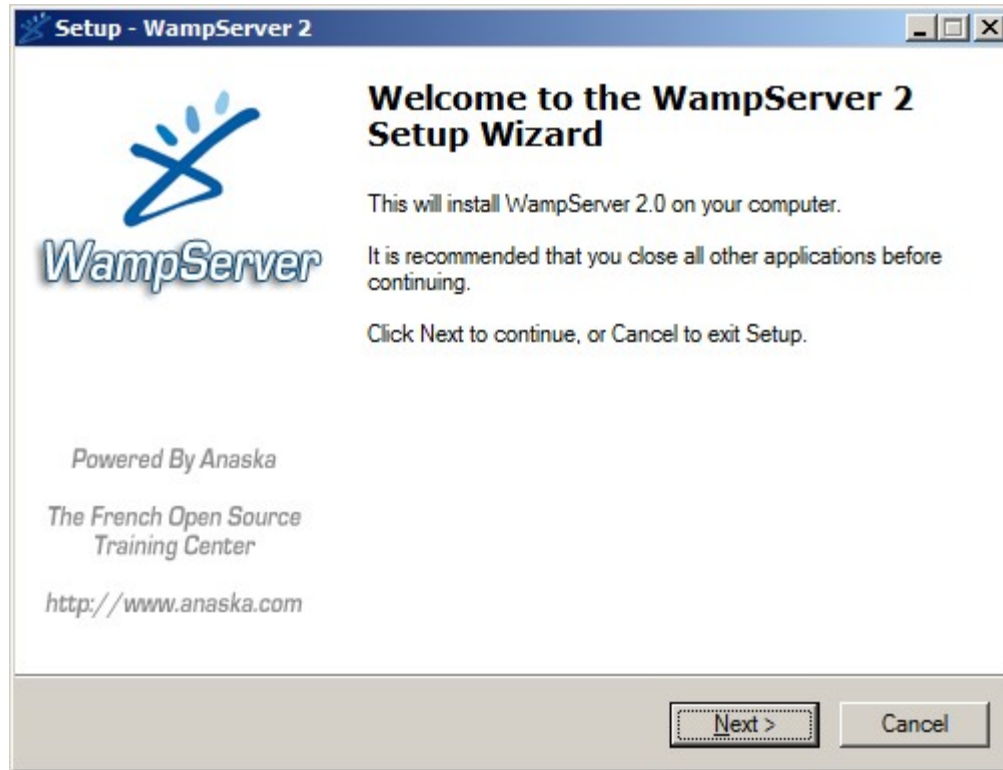 Setup - WampServer 2
Welcome to the WampServer 2
Setup Wizard
This will install WampServer 2.0 on your computer.
It is recommended that you close all other applications before
continuing.
Click Next to continue, or Cancel to exit Setup.
WampServer
Powered By Anaska
The French Open Source
Training Center
http://www.anaska.com
Next >
Cancel